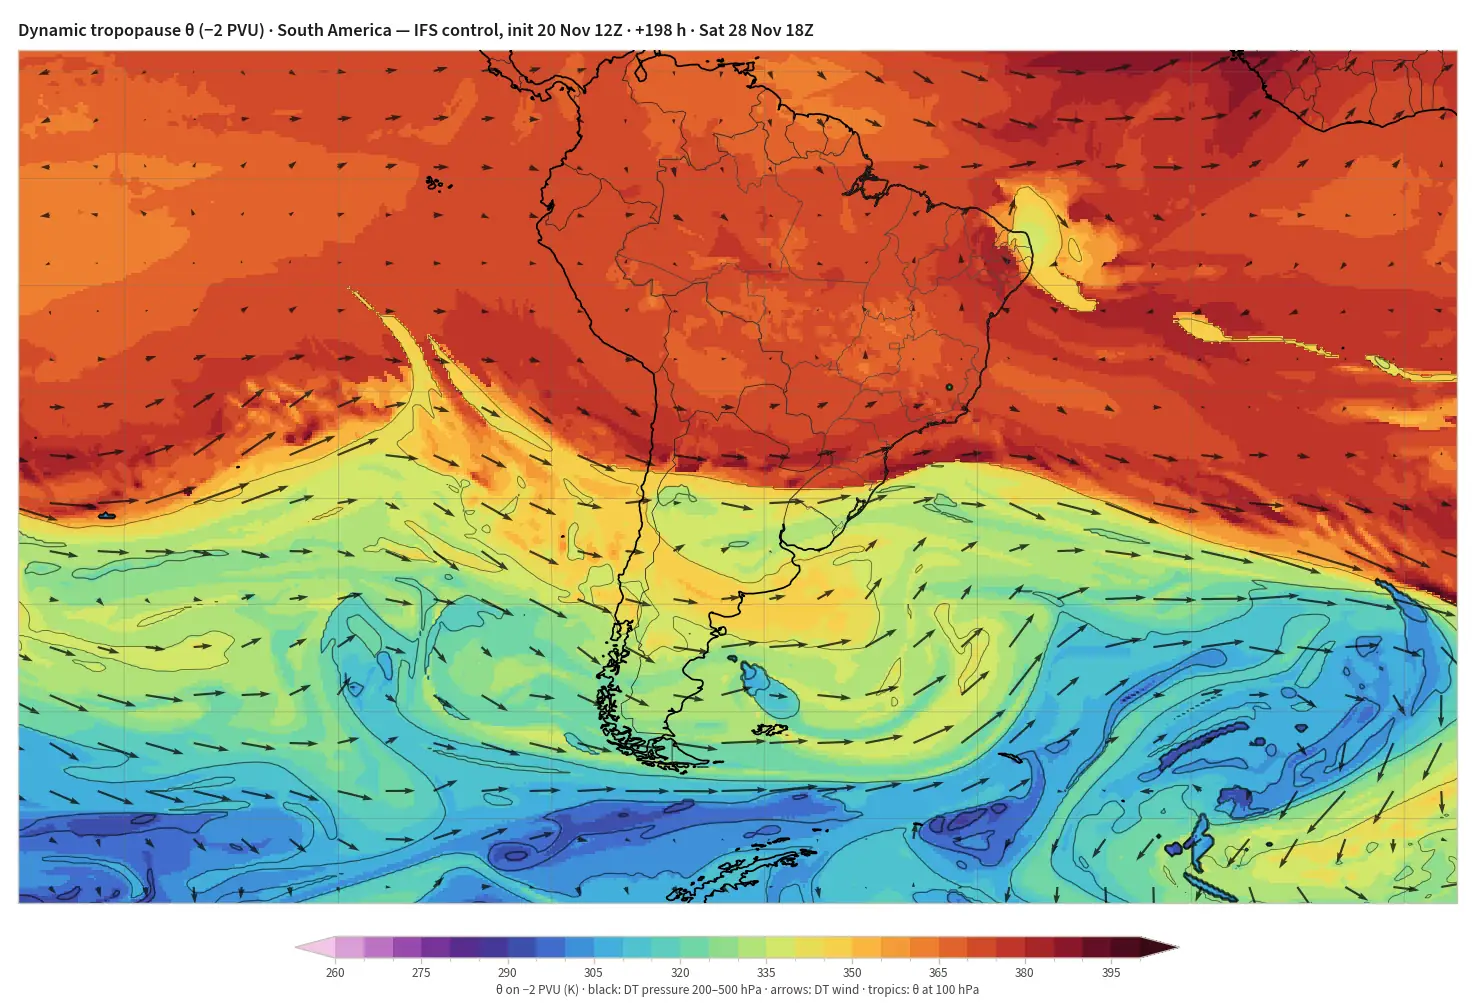 Dynamic tropopause θ (−2 PVU) · South America — IFS control, init 20 Nov 12Z · +198 h · Sat 28 Nov 18Z
260 275 290 305 320 335 350 365 380 395
θ on −2 PVU (K) · black: DT pressure 200–500 hPa · arrows: DT wind · tropics: θ at 100 hPa